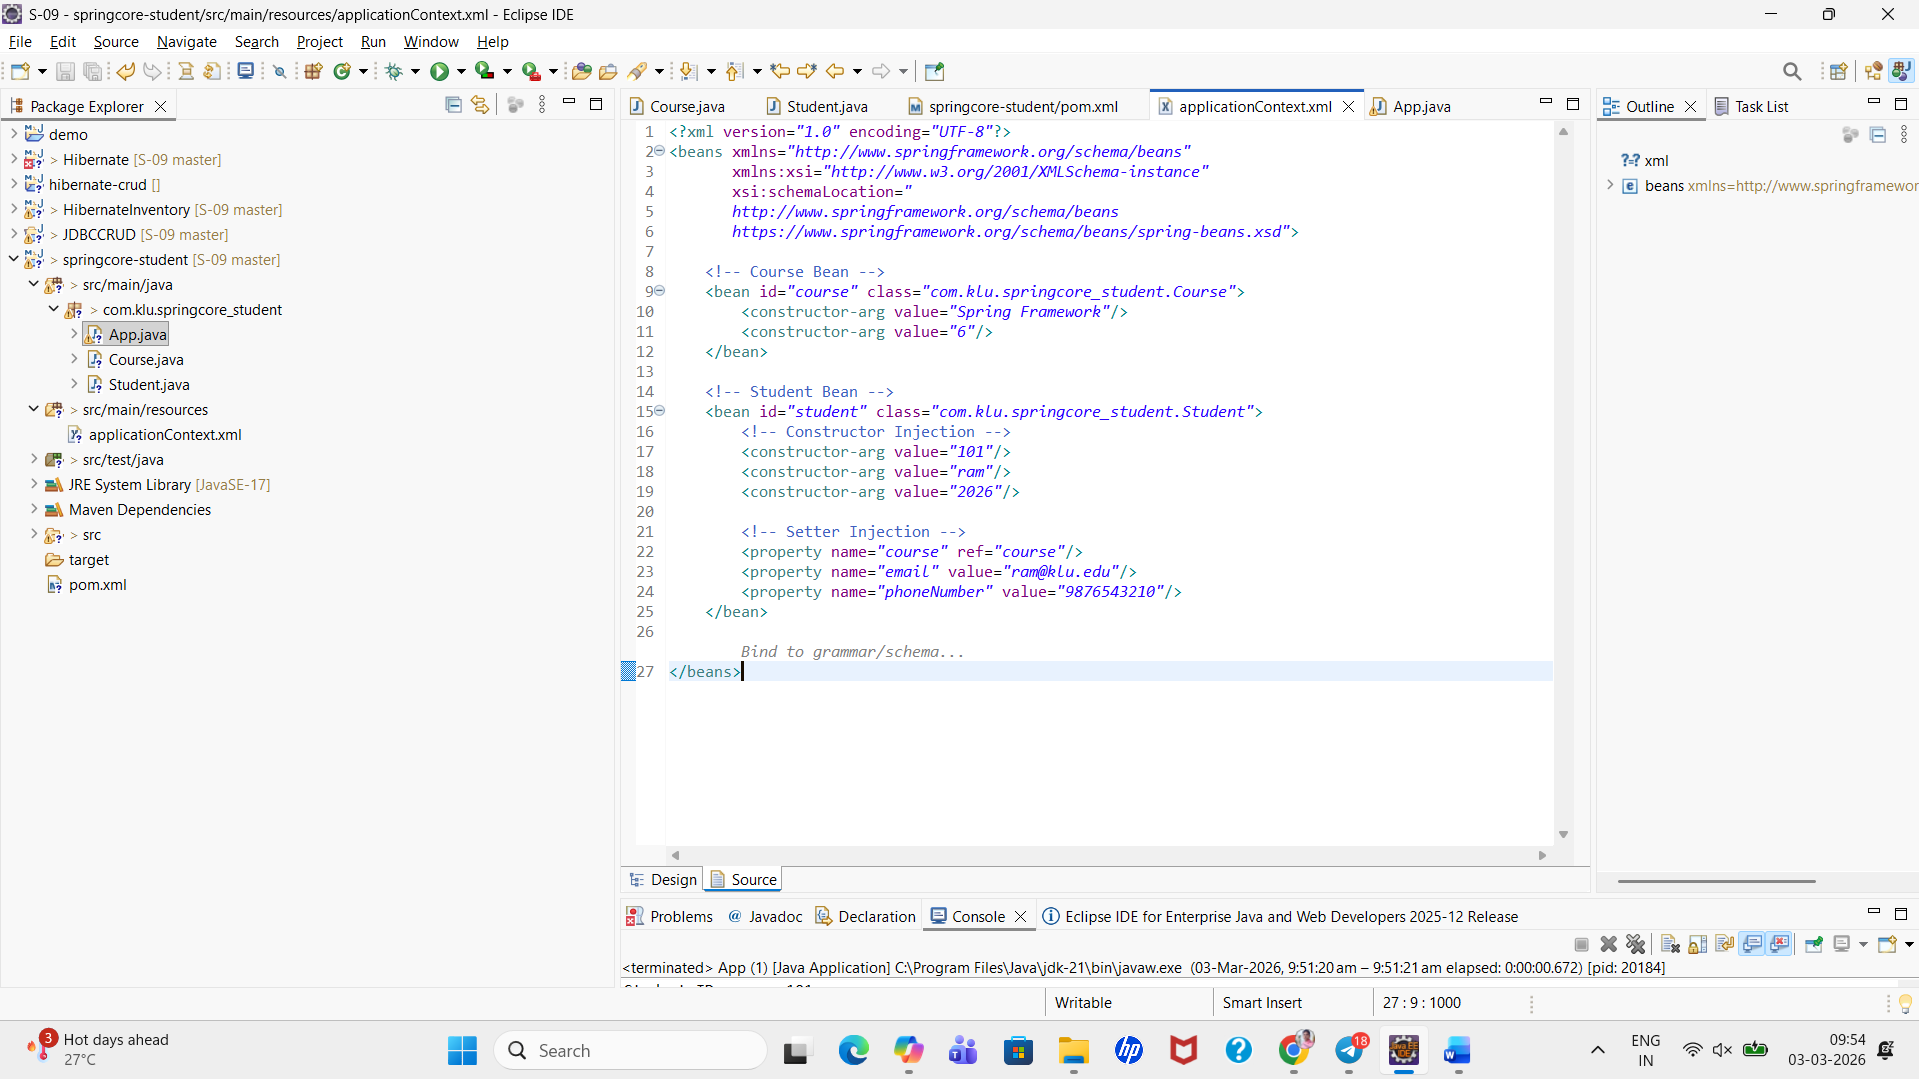 S-09 - springcore-student/src/main/resources/applicationContext.xml - Eclipse IDE
File Edit Source Navigate Search Project Run Window Help
Package Explorer
demo
> Hibernate [S-09 master]
hibernate-crud []
> HibernateInventory [S-09 master]
> JDBCCRUD [S-09 master]
> springcore-student [S-09 master]
> src/main/java
> com.klu.springcore_student
App.java
Course.java
Student.java
> src/main/resources
applicationContext.xml
> src/test/java
JRE System Library [JavaSE-17]
Maven Dependencies
> src
target
pom.xml
Course.java Student.java springcore-student/pom.xml applicationContext.xml App.java
1 <?xml version="1.0" encoding="UTF-8"?>
2 <beans xmlns="http://www.springframework.org/schema/beans"
3 xmlns:xsi="http://www.w3.org/2001/XMLSchema-instance"
4 xsi:schemaLocation="
5 http://www.springframework.org/schema/beans
6 https://www.springframework.org/schema/beans/spring-beans.xsd">
7
8 <!-- Course Bean -->
9 <bean id="course" class="com.klu.springcore_student.Course">
10 <constructor-arg value="Spring Framework"/>
11 <constructor-arg value="6"/>
12 </bean>
13
14 <!-- Student Bean -->
15 <bean id="student" class="com.klu.springcore_student.Student">
16 <!-- Constructor Injection -->
17 <constructor-arg value="101"/>
18 <constructor-arg value="ram"/>
19 <constructor-arg value="2026"/>
20
21 <!-- Setter Injection -->
22 <property name="course" ref="course"/>
23 <property name="email" value="ram@klu.edu"/>
24 <property name="phoneNumber" value="9876543210"/>
25 </bean>
26
Bind to grammar/schema...
27 </beans>
Design Source
Outline Task List
xml
beans xmlns=http://www.springframewor
Problems Javadoc Declaration Console Eclipse IDE for Enterprise Java and Web Developers 2025-12 Release
<terminated> App (1) [Java Application] C:\Program Files\Java\jdk-21\bin\javaw.exe (03-Mar-2026, 9:51:20 am – 9:51:21 am elapsed: 0:00:00.672) [pid: 20184]
Writable Smart Insert 27 : 9 : 1000
3
Hot days ahead
27°C
Search
18
ENG
IN
09:54
03-03-2026